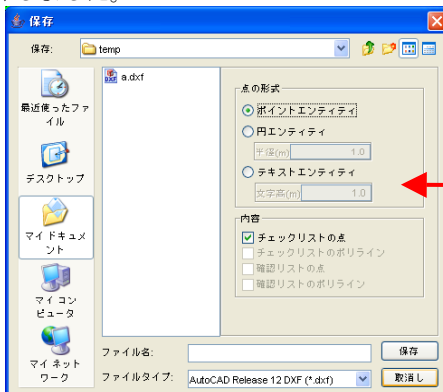 保存
保存:
temp
最近使ったファ
イル
デスクトップ
マイ ドキュメ
ント
マイ コン
ピュータ
マイ ネット
ワーク
a.dxf
点の形式
ポイントエンティティ
円エンティティ
半径(m)
1.0
テキストエンティティ
文字高(m)
1.0
内容
チェックリストの点
チェックリストのポリライン
確認リストの点
確認リストのポリライン
ファイル名:
保存
ファイルタイプ:
AutoCAD Release 12 DXF (*.dxf)
取消し